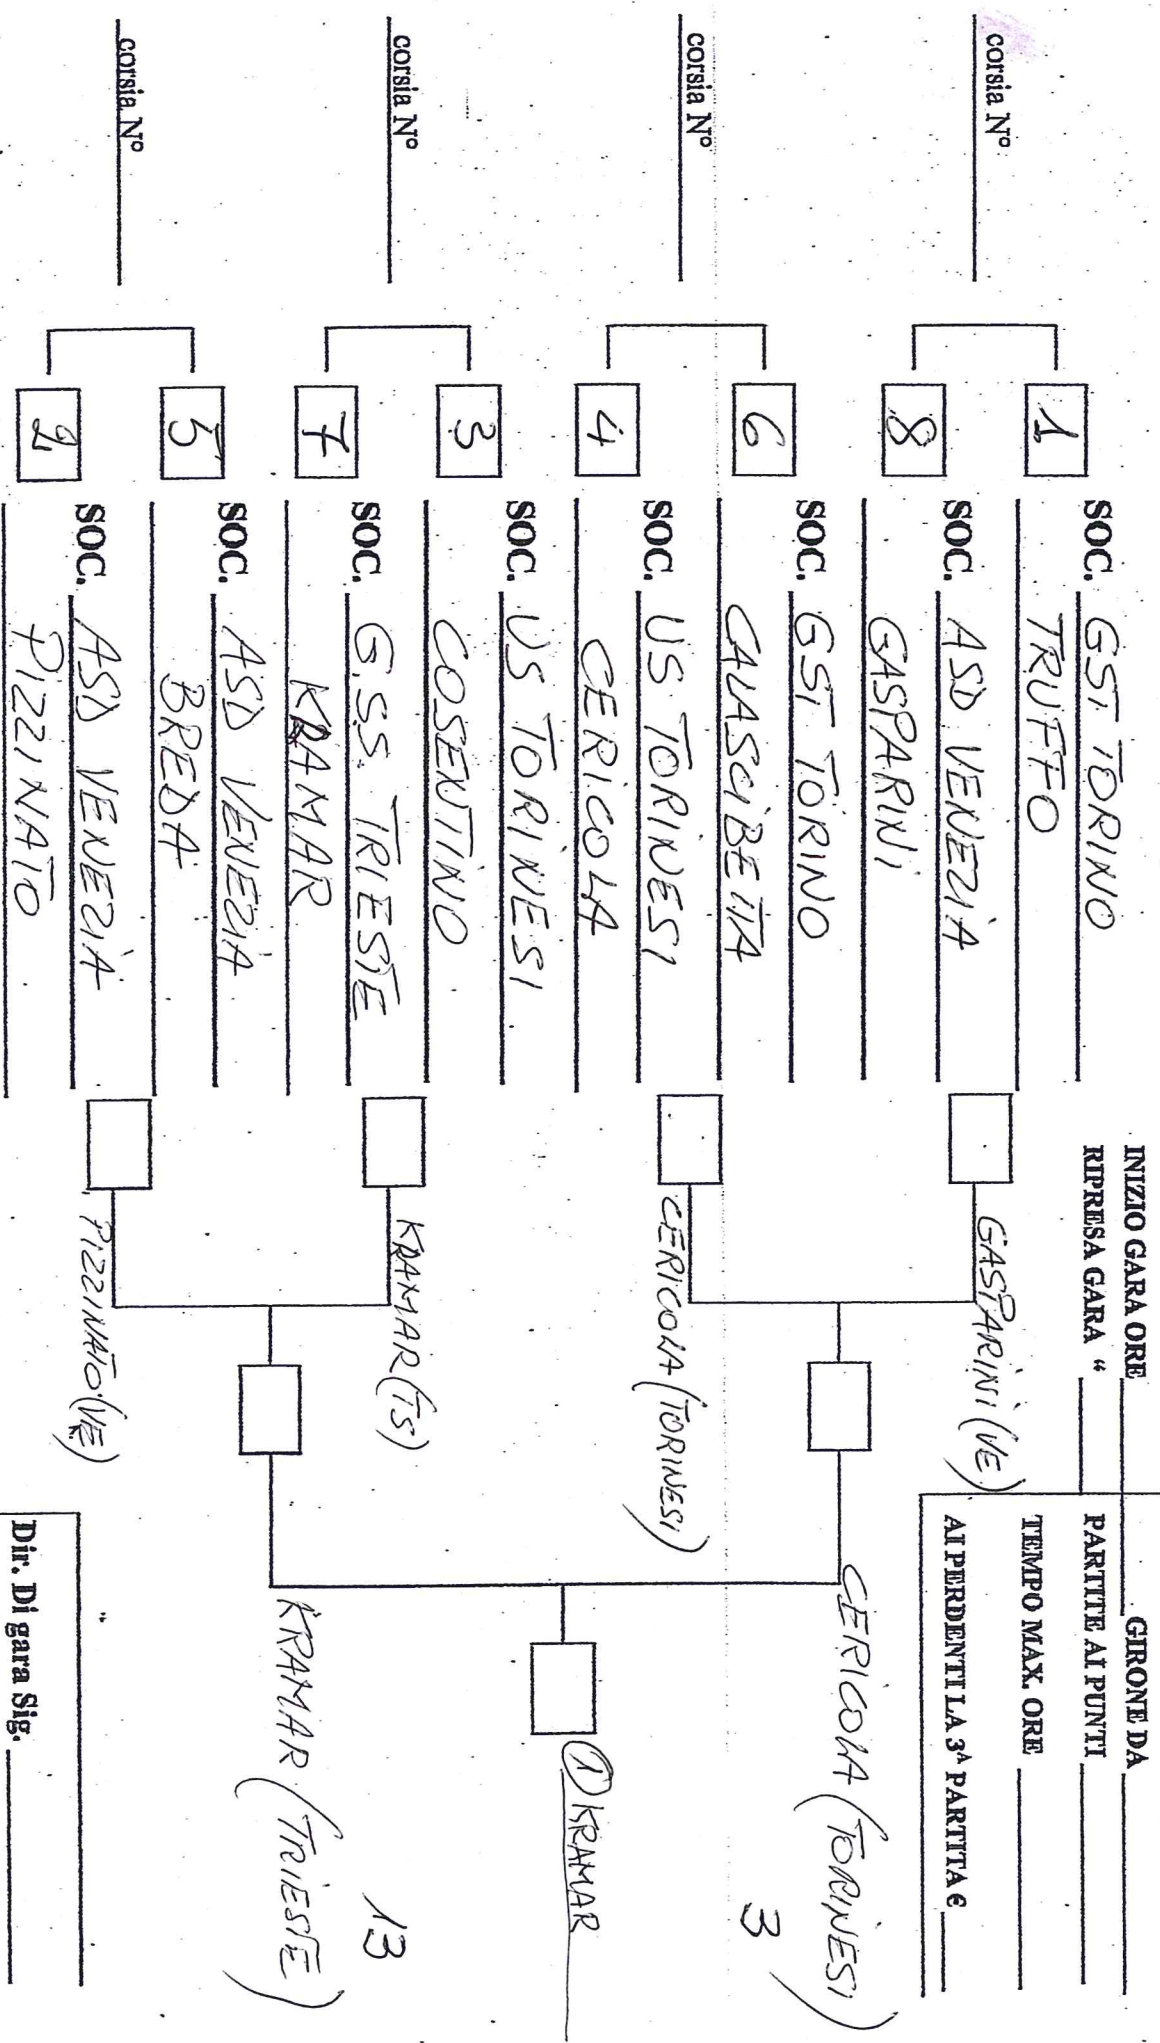 INIZIO GARA ORE
GIRONE DA
RIPRESA GARA “
PARTITE AI PUNTI
TEMPO MAX. ORE
AI PERDENTI LA 3ᴬ PARTITA €
corsia N°
1
SOC. GST TORINO
TRUFFO
8
SOC. ASD VENEZIA
GASPARINI
GASPARINI (VE)
corsia N°
6
SOC. GST TORINO
CAUSCIBETTA
4
SOC. US TORINESI
CERICOLA
CERICOLA (TORINESI)
CERICOLA (TORINESI)
3
corsia N°
3
SOC. US TORINESI
COSENTINO
7
SOC. G.S.S TRIESTE
KRAMAR
KRAMAR (TS)
1 KRAMAR
corsia N°
5
SOC. ASD VENEZIA
BREDA
2
SOC. ASD VENEZIA
PIZZINATO
PIZZINATO (VE)
KRAMAR (TRIESTE)
13
Dir. Di gara Sig.